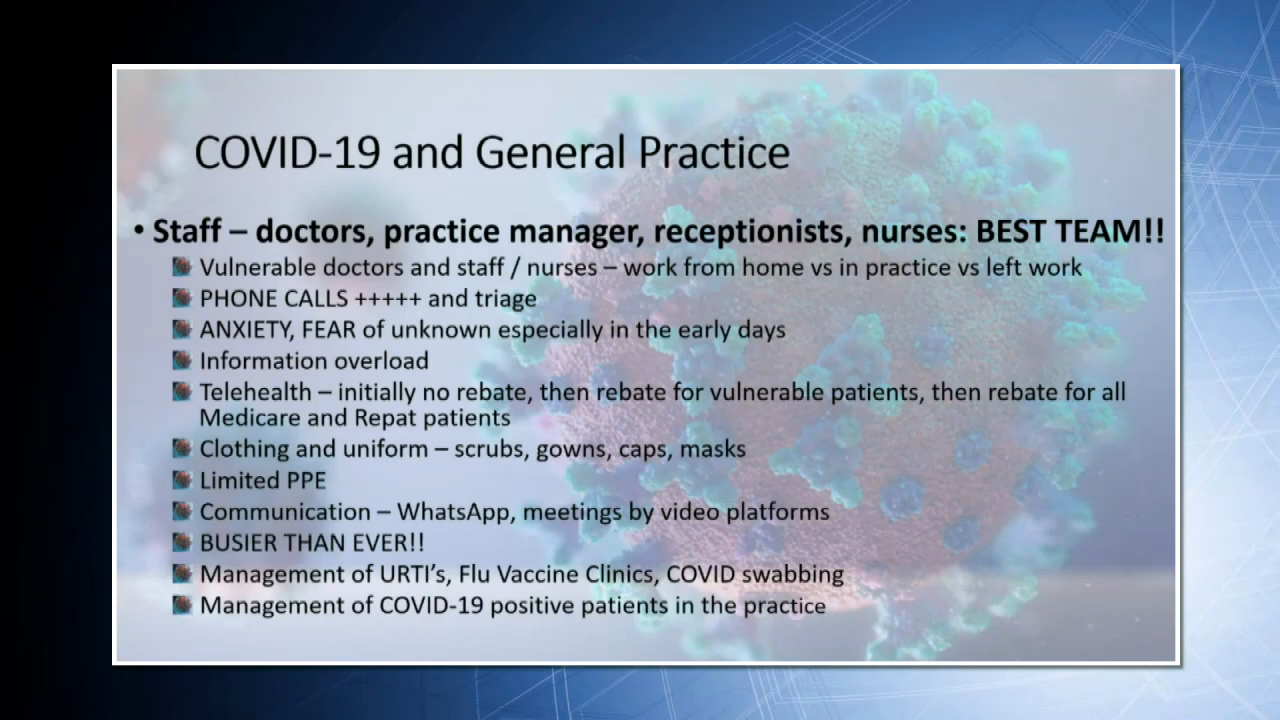 COVID-19 and General Practice
• Staff – doctors, practice manager, receptionists, nurses: BEST TEAM!!
Vulnerable doctors and staff / nurses – work from home vs in practice vs left work
PHONE CALLS +++++ and triage
ANXIETY, FEAR of unknown especially in the early days
Information overload
Telehealth – initially no rebate, then rebate for vulnerable patients, then rebate for all
Medicare and Repat patients
Clothing and uniform – scrubs, gowns, caps, masks
Limited PPE
Communication – WhatsApp, meetings by video platforms
BUSIER THAN EVER!!
Management of URTI’s, Flu Vaccine Clinics, COVID swabbing
Management of COVID-19 positive patients in the practice